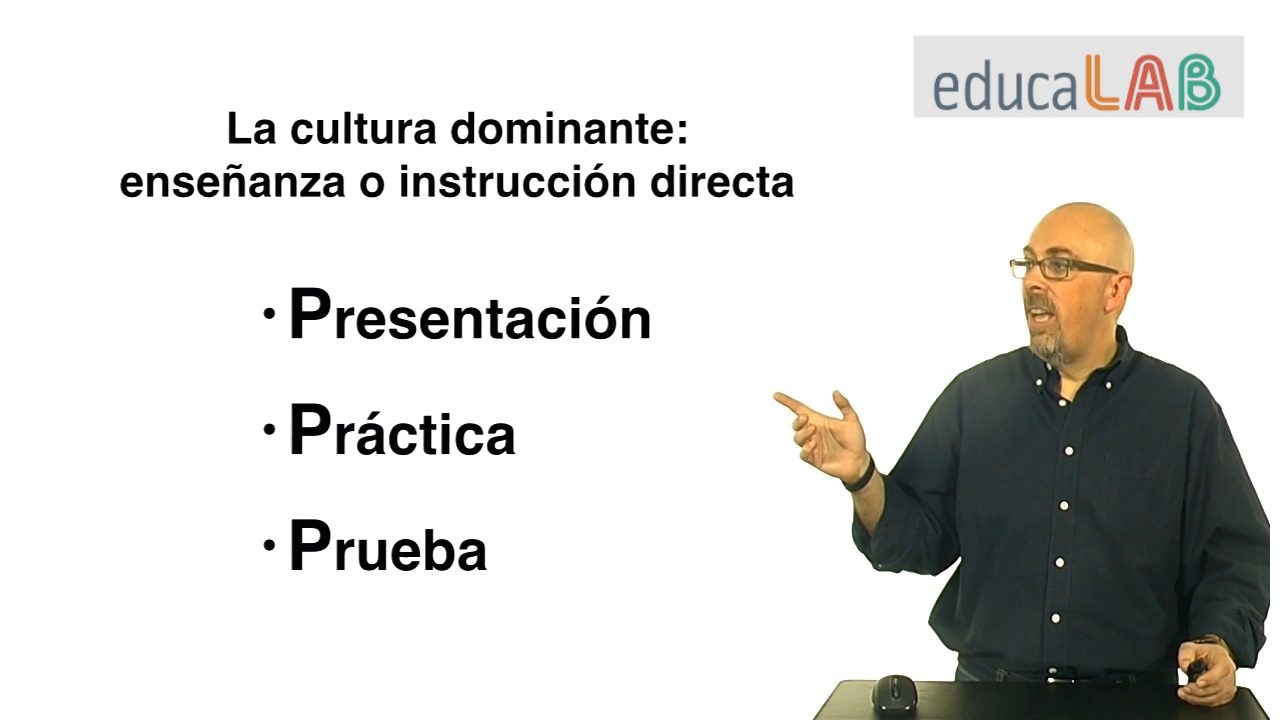 educaLAB
La cultura dominante:
enseñanza o instrucción directa
• Presentación
• Práctica
• Prueba